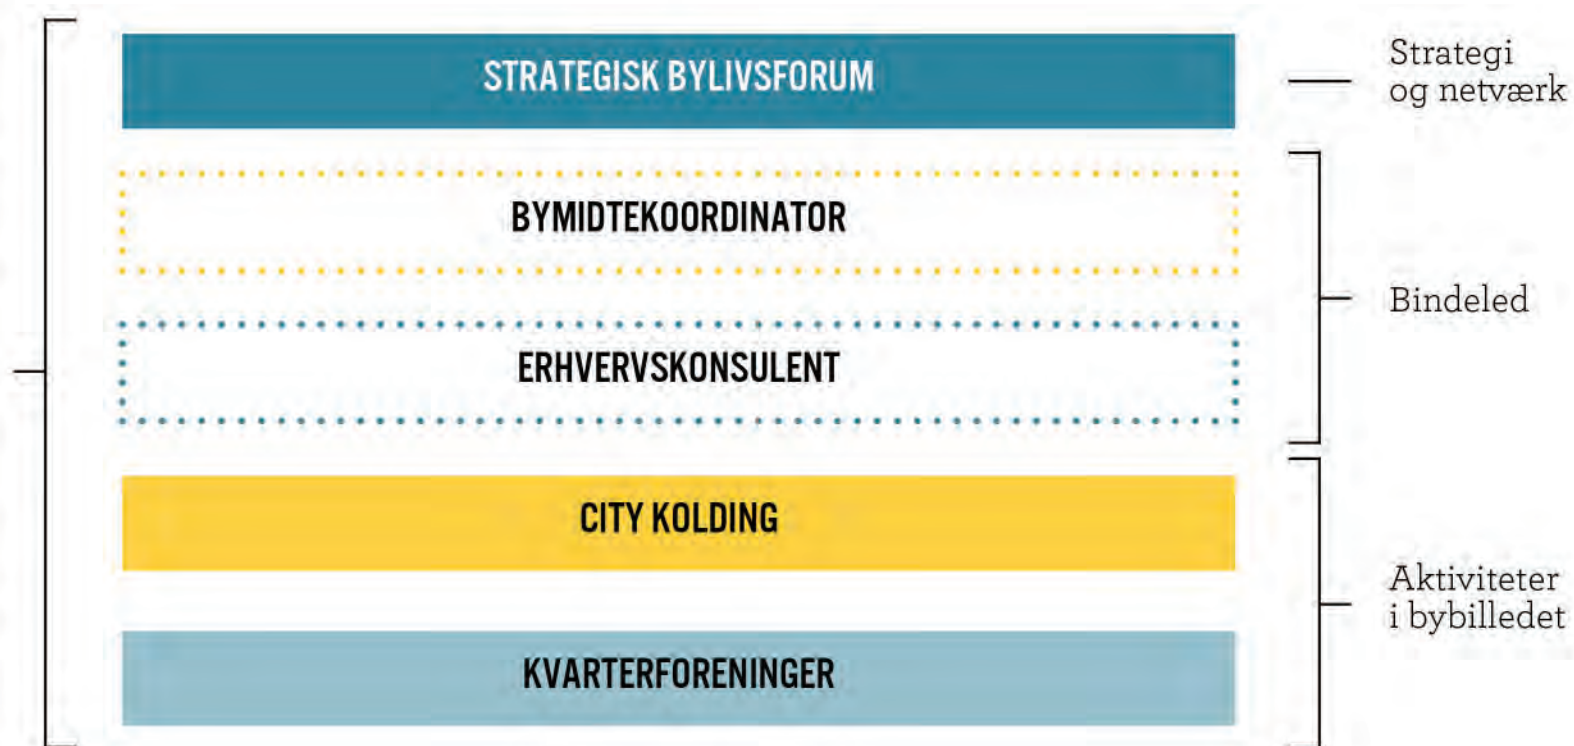 STRATEGISK BYLIVSFORUM
Strategi
og netværk
BYMIDTEKOORDINATOR
ERHVERVSKONSULENT
Bindeled
CITY KOLDING
KVARTERFORENINGER
Aktiviteter
i bybilledet